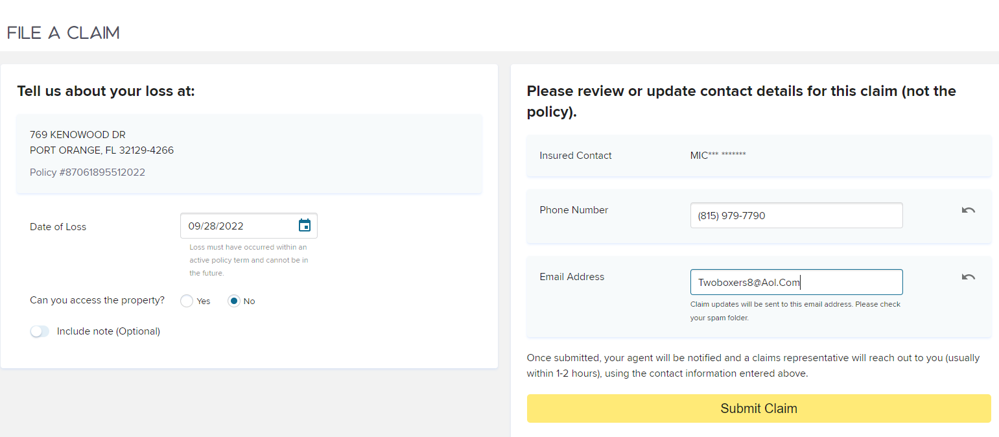 FILE A CLAIM
Tell us about your loss at:
769 KENOWOOD DR
PORT ORANGE, FL 32129-4266
Policy #87061895512022
Date of Loss
09/28/2022
Loss must have occurred within an
active policy term and cannot be in
the future.
Can you access the property?
Yes
No
Include note (Optional)
Please review or update contact details for this claim (not the
policy).
Insured Contact
MIC*** *******
Phone Number
(815) 979-7790
Email Address
Twoboxers8@Aol.Com
Claim updates will be sent to this email address. Please check
your spam folder.
Once submitted, your agent will be notified and a claims representative will reach out to you (usually
within 1-2 hours), using the contact information entered above.
Submit Claim